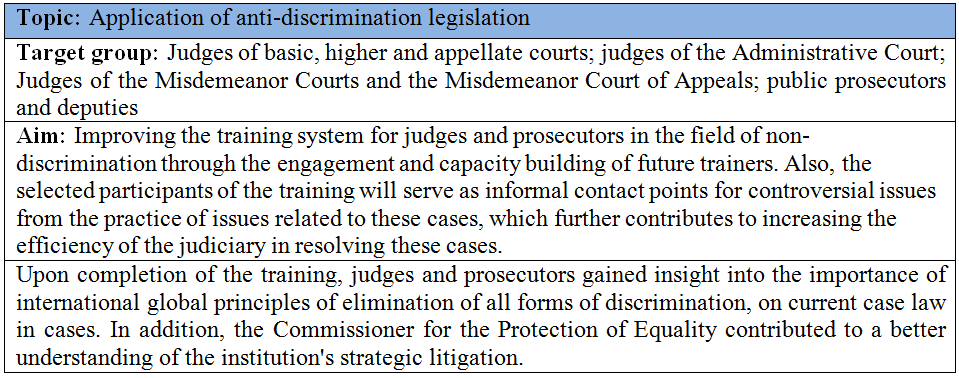 Topic: Application of anti-discrimination legislation
Target group: Judges of basic, higher and appellate courts; judges of the Administrative Court;
Judges of the Misdemeanor Courts and the Misdemeanor Court of Appeals; public prosecutors
and deputies
Aim: Improving the training system for judges and prosecutors in the field of non-
discrimination through the engagement and capacity building of future trainers. Also, the
selected participants of the training will serve as informal contact points for controversial issues
from the practice of issues related to these cases, which further contributes to increasing the
efficiency of the judiciary in resolving these cases.
Upon completion of the training, judges and prosecutors gained insight into the importance of
international global principles of elimination of all forms of discrimination, on current case law
in cases. In addition, the Commissioner for the Protection of Equality contributed to a better
understanding of the institution's strategic litigation.